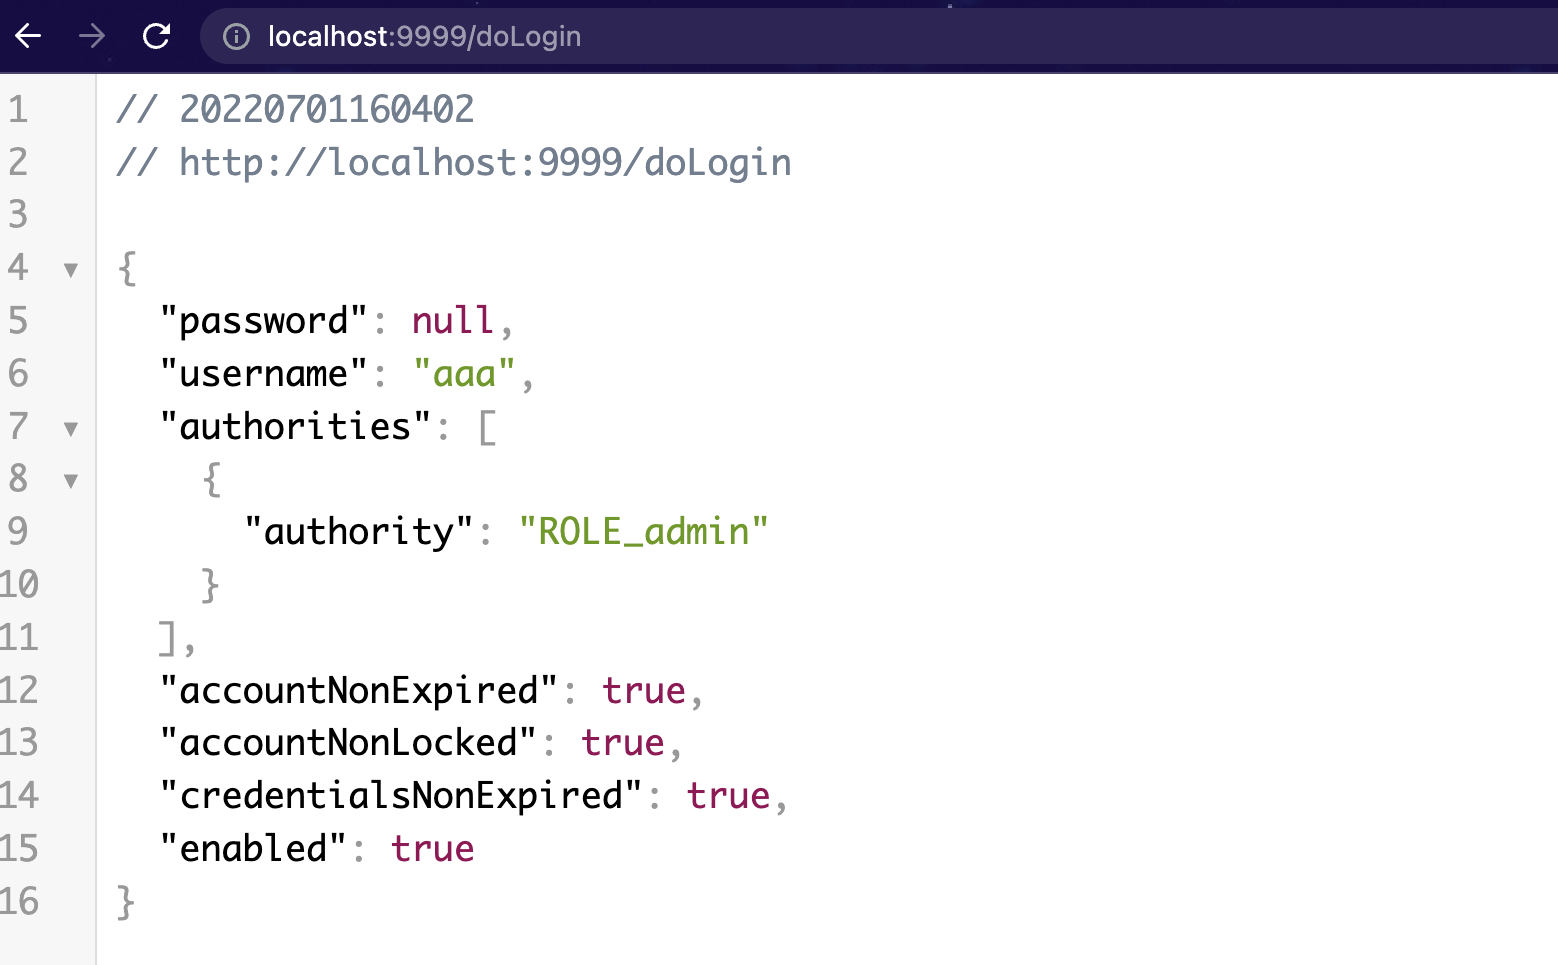 localhost:9999/doLogin
1 // 20220701160402
2 // http://localhost:9999/doLogin
3
4 ▼ {
5 "password": null,
6 "username": "aaa",
7 ▼ "authorities": [
8 ▼ {
9 "authority": "ROLE_admin"
10 }
11 ],
12 "accountNonExpired": true,
13 "accountNonLocked": true,
14 "credentialsNonExpired": true,
15 "enabled": true
16 }